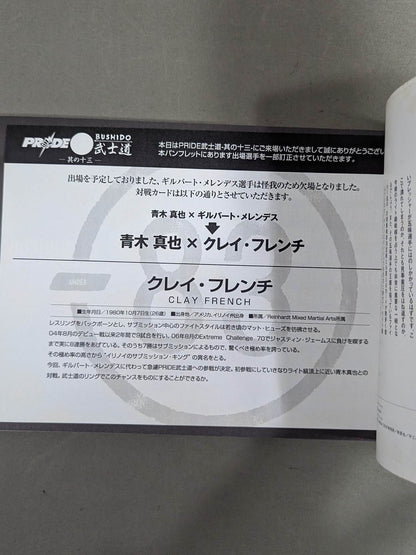 PRIDE BUSHIDO 武士道
─ 其の十三 ─
本日はPRIDE武士道-其の十三-にご来場いただきまして誠にありがとうござい
本パンフレットにあります出場選手を一部訂正させていただきます。
出場を予定しておりました、ギルバート・メレンデス選手は怪我のため欠場となりました。
対戦カードは以下の通りとさせていただきます。
青木 真也 × ギルバート・メレンデス
青木 真也 × クレイ・フレンチ
-83
クレイ・フレンチ
CLAY FRENCH
■生年月日／1980年10月7日生(26歳) ■出身地／アメリカ、イリノイ州出身 ■所属／Reinhardt Mixed Martial Arts所属
レスリングをバックボーンとし、サブミッション中心のファイトスタイルは若き頃のマット・ヒューズを彷彿させる。
04年8月のデビュー戦以来2年間で9試合を行い、06年8月のExtreme Challenge. 70でジャスティン・ジェームスに負けを喫する
まで実に8連勝をあげている。そのうち7勝はサブミッションによるもので、驚くべき極め率を誇っている。
その極め率の高さから"イリノイのサブミッション・キング"の異名をとる。
今回、ギルバート・メレンデスに代わって急遽PRIDE武士道への参戦が決定。初参戦にしていきなりライト級頂上に近い青木真也との
対戦。武士道のリングでこのチャンスをものにすることができるか。